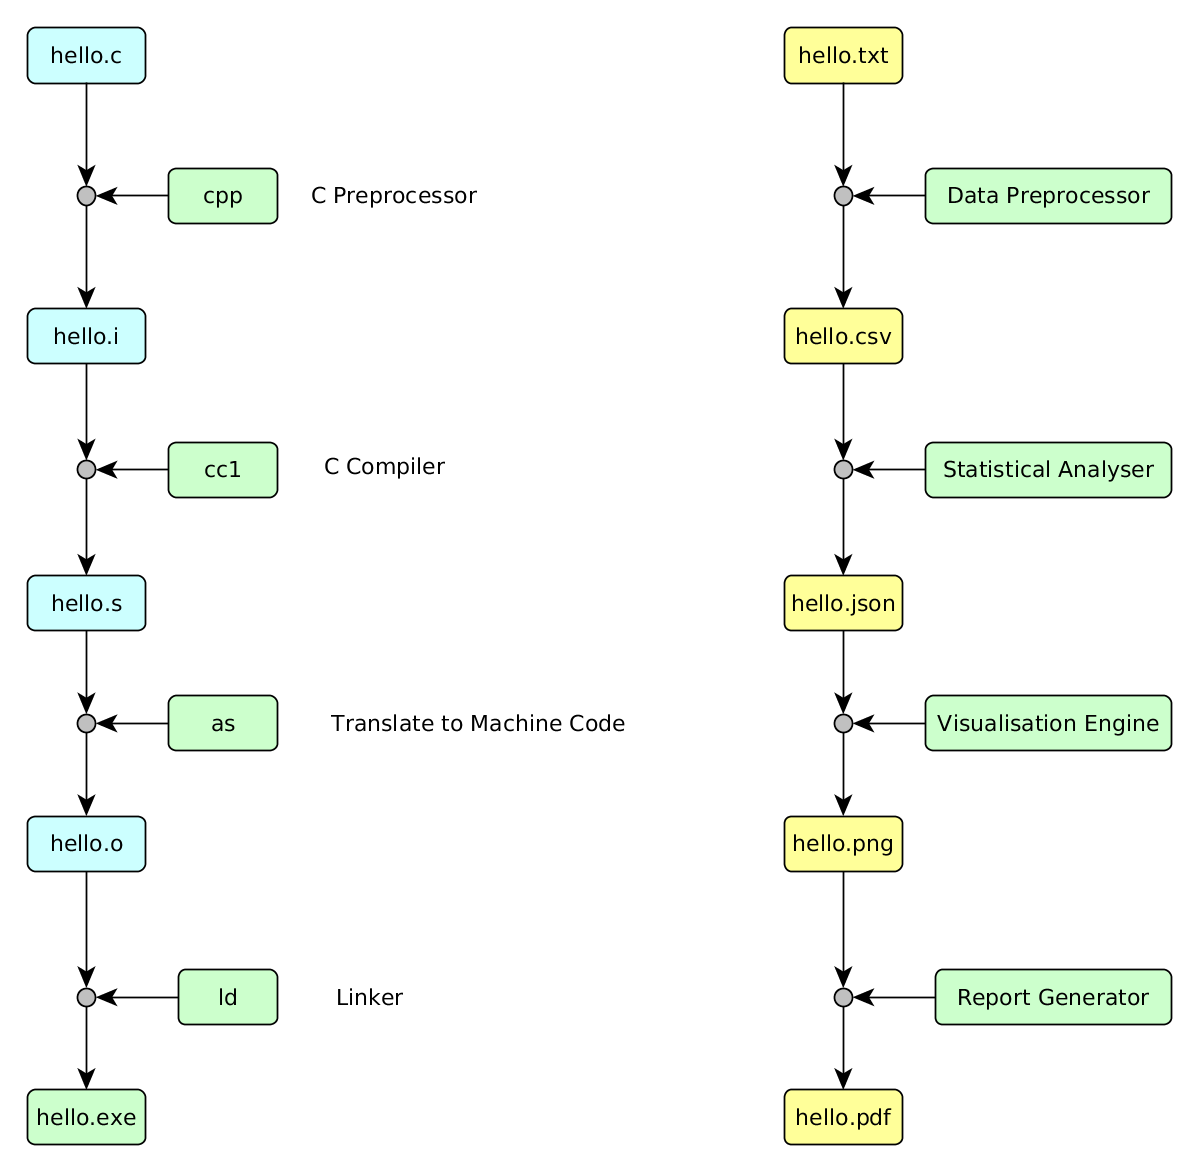 hello.c
hello.txt
cpp
C Preprocessor
Data Preprocessor
hello.i
hello.csv
cc1
C Compiler
Statistical Analyser
hello.s
hello.json
as
Translate to Machine Code
Visualisation Engine
hello.o
hello.png
ld
Linker
Report Generator
hello.exe
hello.pdf